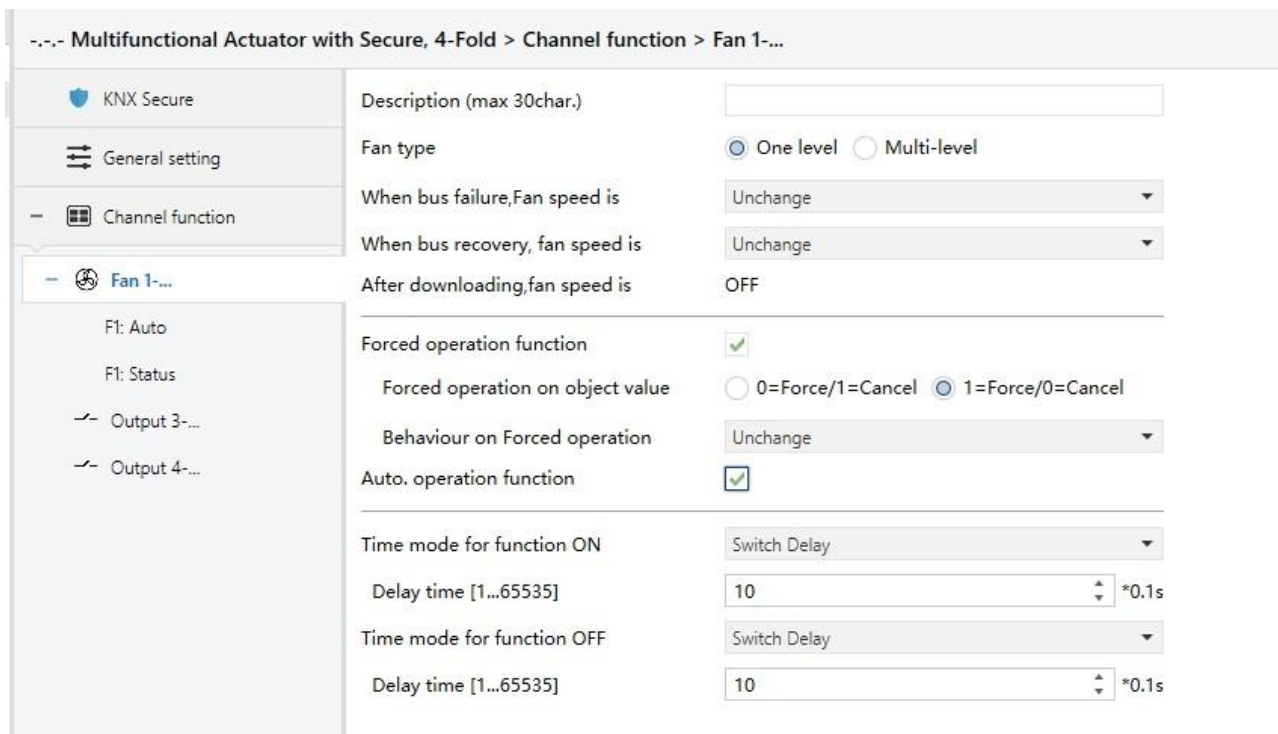 -.-.- Multifunctional Actuator with Secure, 4-Fold > Channel function > Fan 1-...
KNX Secure
General setting
Channel function
Fan 1-...
F1: Auto
F1: Status
Output 3-...
Output 4-...
Description (max 30char.)
Fan type One level Multi-level
When bus failure,Fan speed is Unchange
When bus recovery, fan speed is Unchange
After downloading,fan speed is OFF
Forced operation function
Forced operation on object value 0=Force/1=Cancel 1=Force/0=Cancel
Behaviour on Forced operation Unchange
Auto. operation function
Time mode for function ON Switch Delay
Delay time [1...65535] 10 *0.1s
Time mode for function OFF Switch Delay
Delay time [1...65535] 10 *0.1s